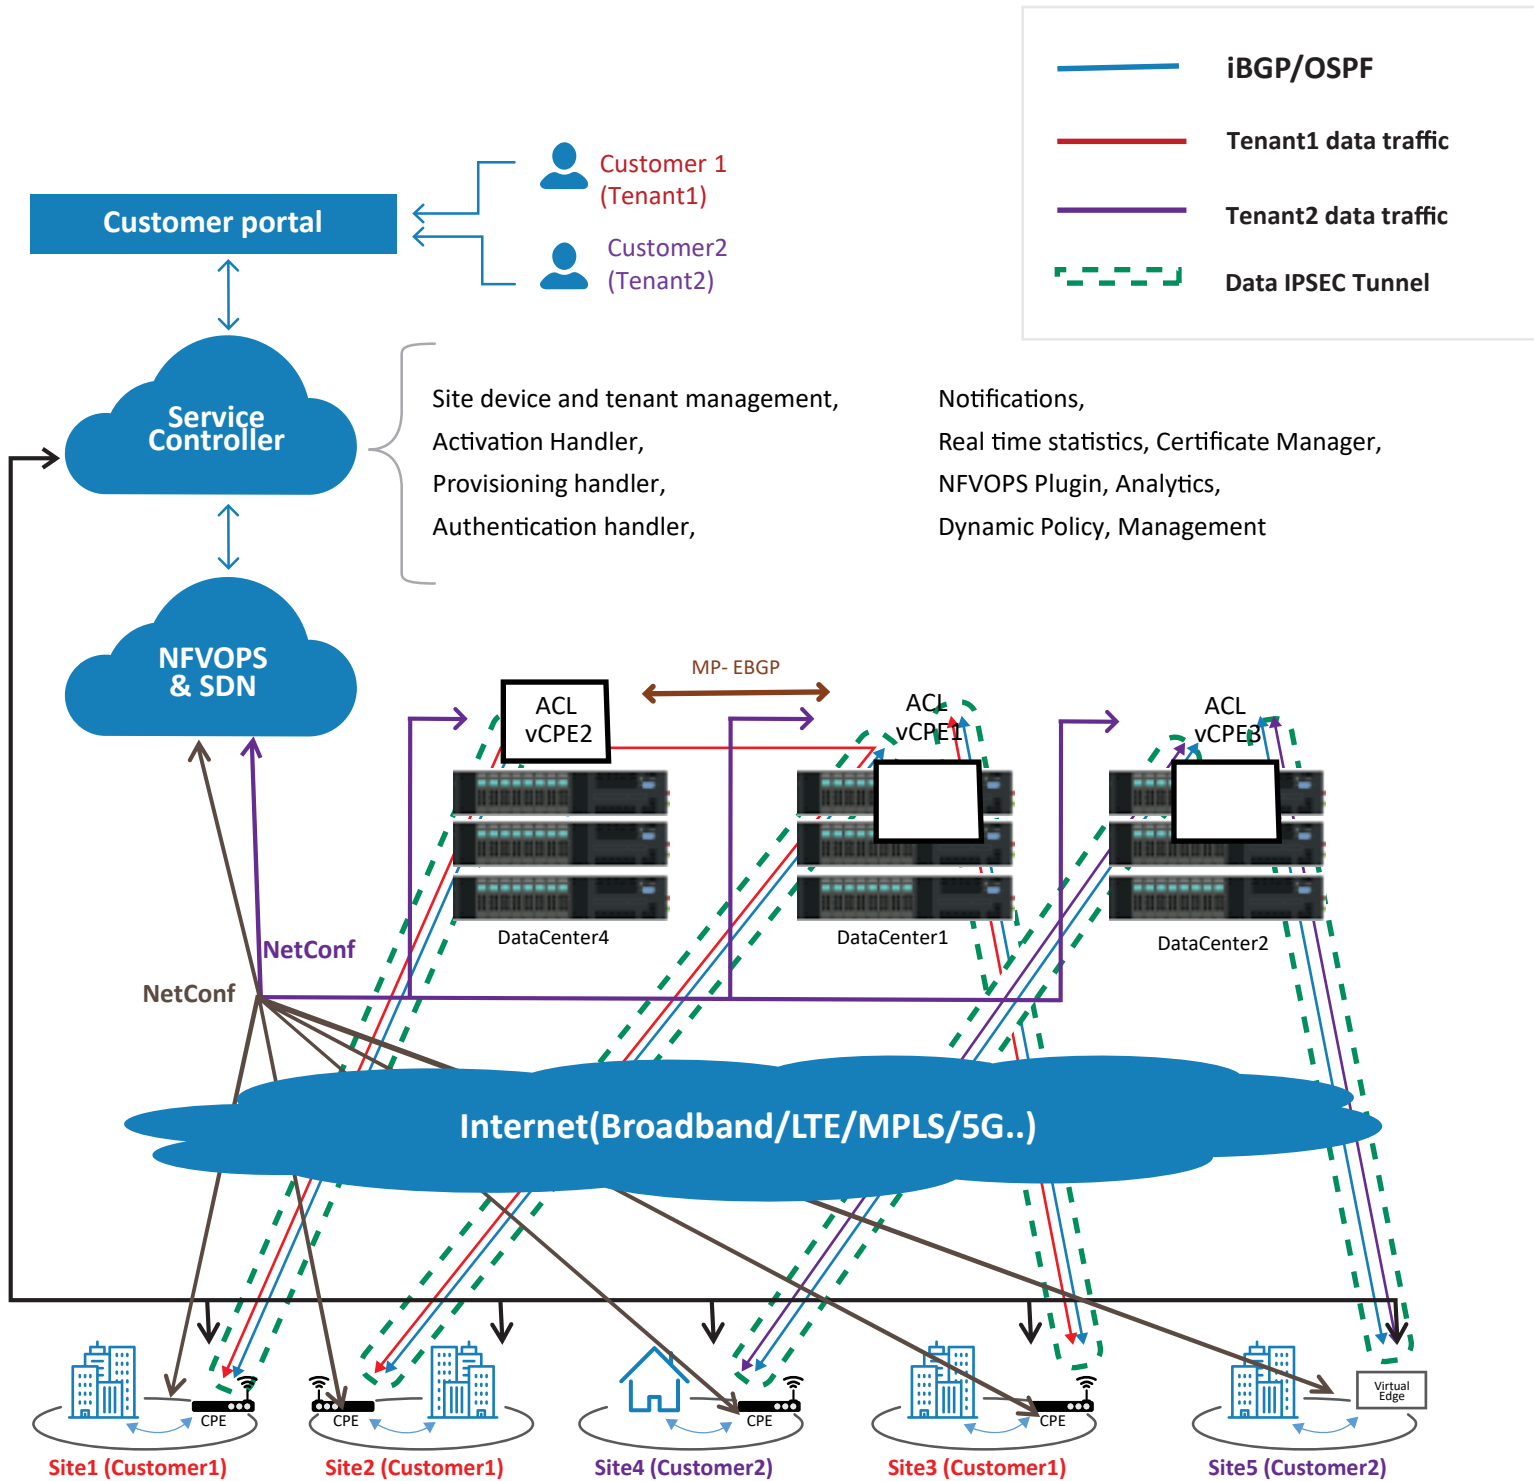 iBGP/OSPF
Tenant1 data traffic
Tenant2 data traffic
Data IPSEC Tunnel
Customer 1
(Tenant1)
Customer portal
Customer2
(Tenant2)
Service
Controller
Site device and tenant management,
Activation Handler,
Provisioning handler,
Authentication handler,
Notifications,
Real time statistics, Certificate Manager,
NFVOPS Plugin, Analytics,
Dynamic Policy, Management
NFVOPS
& SDN
MP- EBGP
ACL
vCPE2
ACL
vCPE1
ACL
vCPE3
DataCenter4
DataCenter1
DataCenter2
NetConf
NetConf
Internet(Broadband/LTE/MPLS/5G..)
CPE
CPE
CPE
CPE
Virtual
Edge
Site1 (Customer1)
Site2 (Customer1)
Site4 (Customer2)
Site3 (Customer1)
Site5 (Customer2)